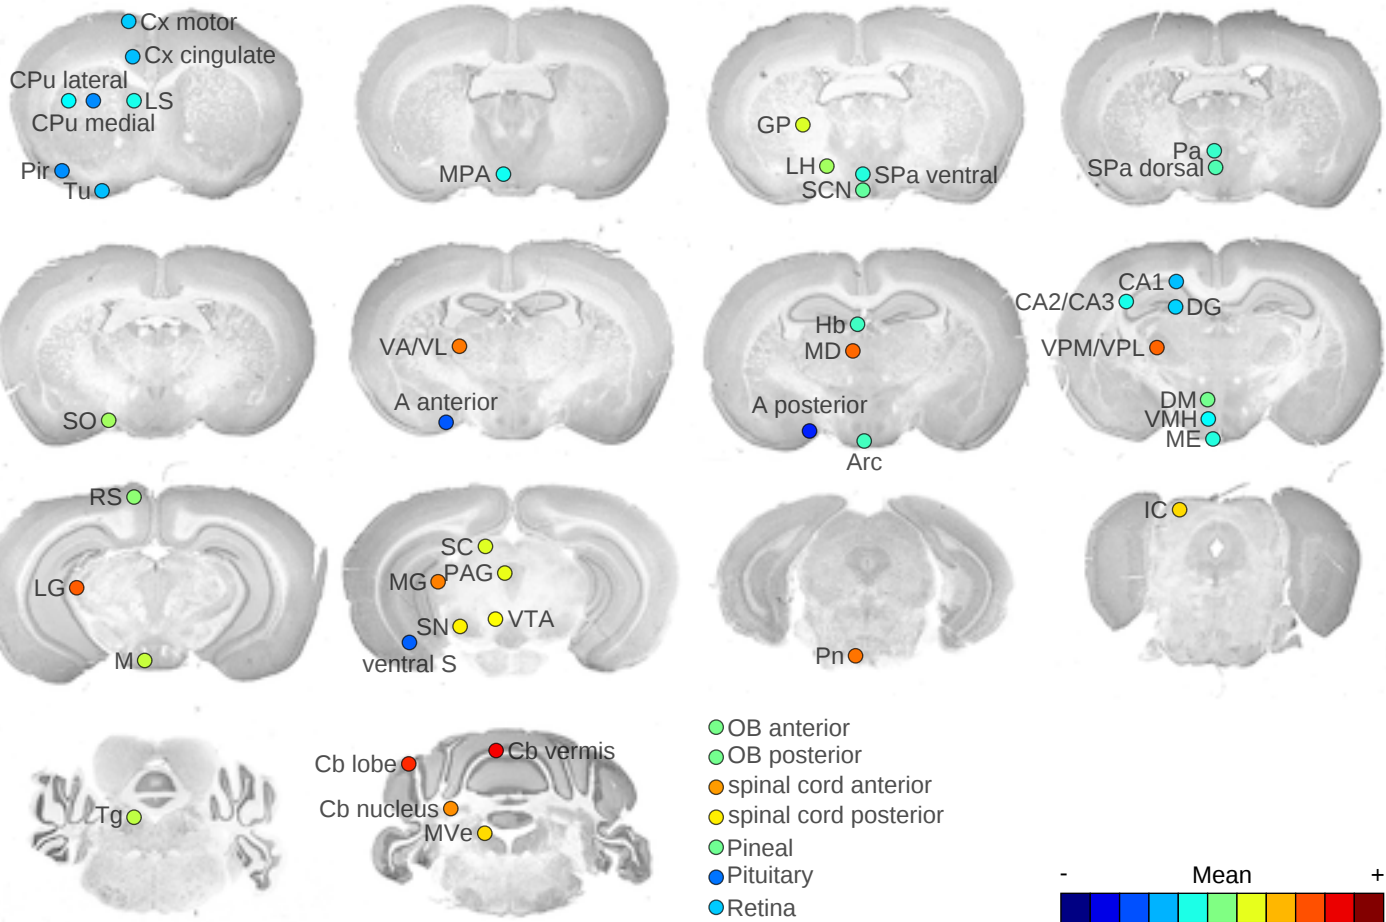 Cx motor
Cx cingulate
CPu lateral
LS
CPu medial
Pir
Tu
MPA
GP
LH
SPa ventral
SCN
Pa
SPa dorsal
SO
VA/VL
A anterior
Hb
MD
A posterior
Arc
CA1
CA2/CA3
DG
VPM/VPL
DM
VMH
ME
RS
LG
M
SC
PAG
MG
VTA
SN
ventral S
Pn
IC
Tg
Cb lobe
Cb vermis
Cb nucleus
MVe
OB anterior
OB posterior
spinal cord anterior
spinal cord posterior
Pineal
Pituitary
Retina
- Mean +